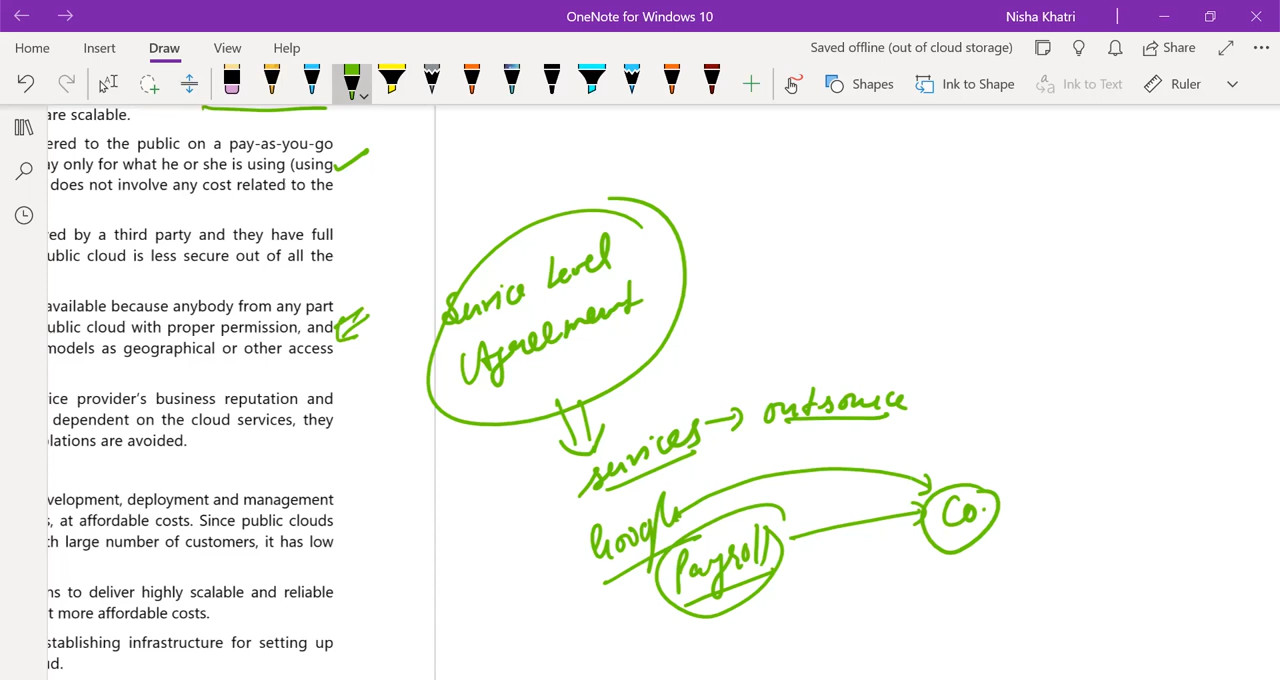 OneNote for Windows 10
Nisha Khatri
Home Insert Draw View Help
Saved offline (out of cloud storage)
Share
Shapes
Ink to Shape
Ink to Text
Ruler
are scalable.
ered to the public on a pay-as-you-go
ay only for what he or she is using (using
does not involve any cost related to the
red by a third party and they have full
ublic cloud is less secure out of all the
available because anybody from any part
ublic cloud with proper permission, and
models as geographical or other access
ice provider's business reputation and
dependent on the cloud services, they
lations are avoided.
velopment, deployment and management
s, at affordable costs. Since public clouds
th large number of customers, it has low
ns to deliver highly scalable and reliable
t more affordable costs.
stablishing infrastructure for setting up
ud.
Service Level
Agreement
services → outsource
Google
Payroll
Co.